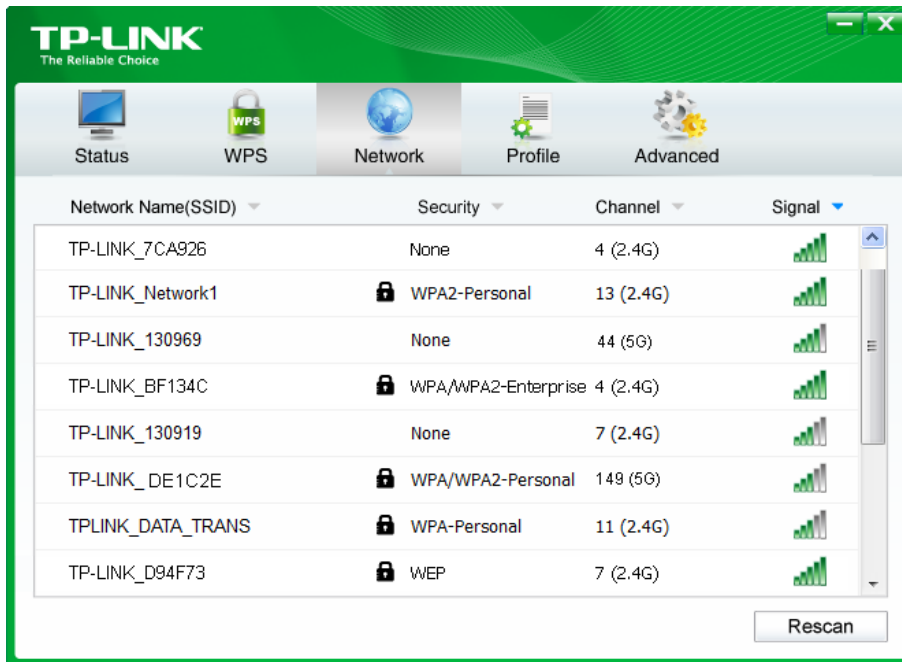 TP-LINK
The Reliable Choice
WPS
Status WPS Network Profile Advanced
Network Name(SSID) Security Channel Signal
TP-LINK_7CA926 None 4 (2.4G)
TP-LINK_Network1 WPA2-Personal 13 (2.4G)
TP-LINK_130969 None 44 (5G)
TP-LINK_BF134C WPA/WPA2-Enterprise 4 (2.4G)
TP-LINK_130919 None 7 (2.4G)
TP-LINK_DE1C2E WPA/WPA2-Personal 149 (5G)
TPLINK_DATA_TRANS WPA-Personal 11 (2.4G)
TP-LINK_D94F73 WEP 7 (2.4G)
Rescan